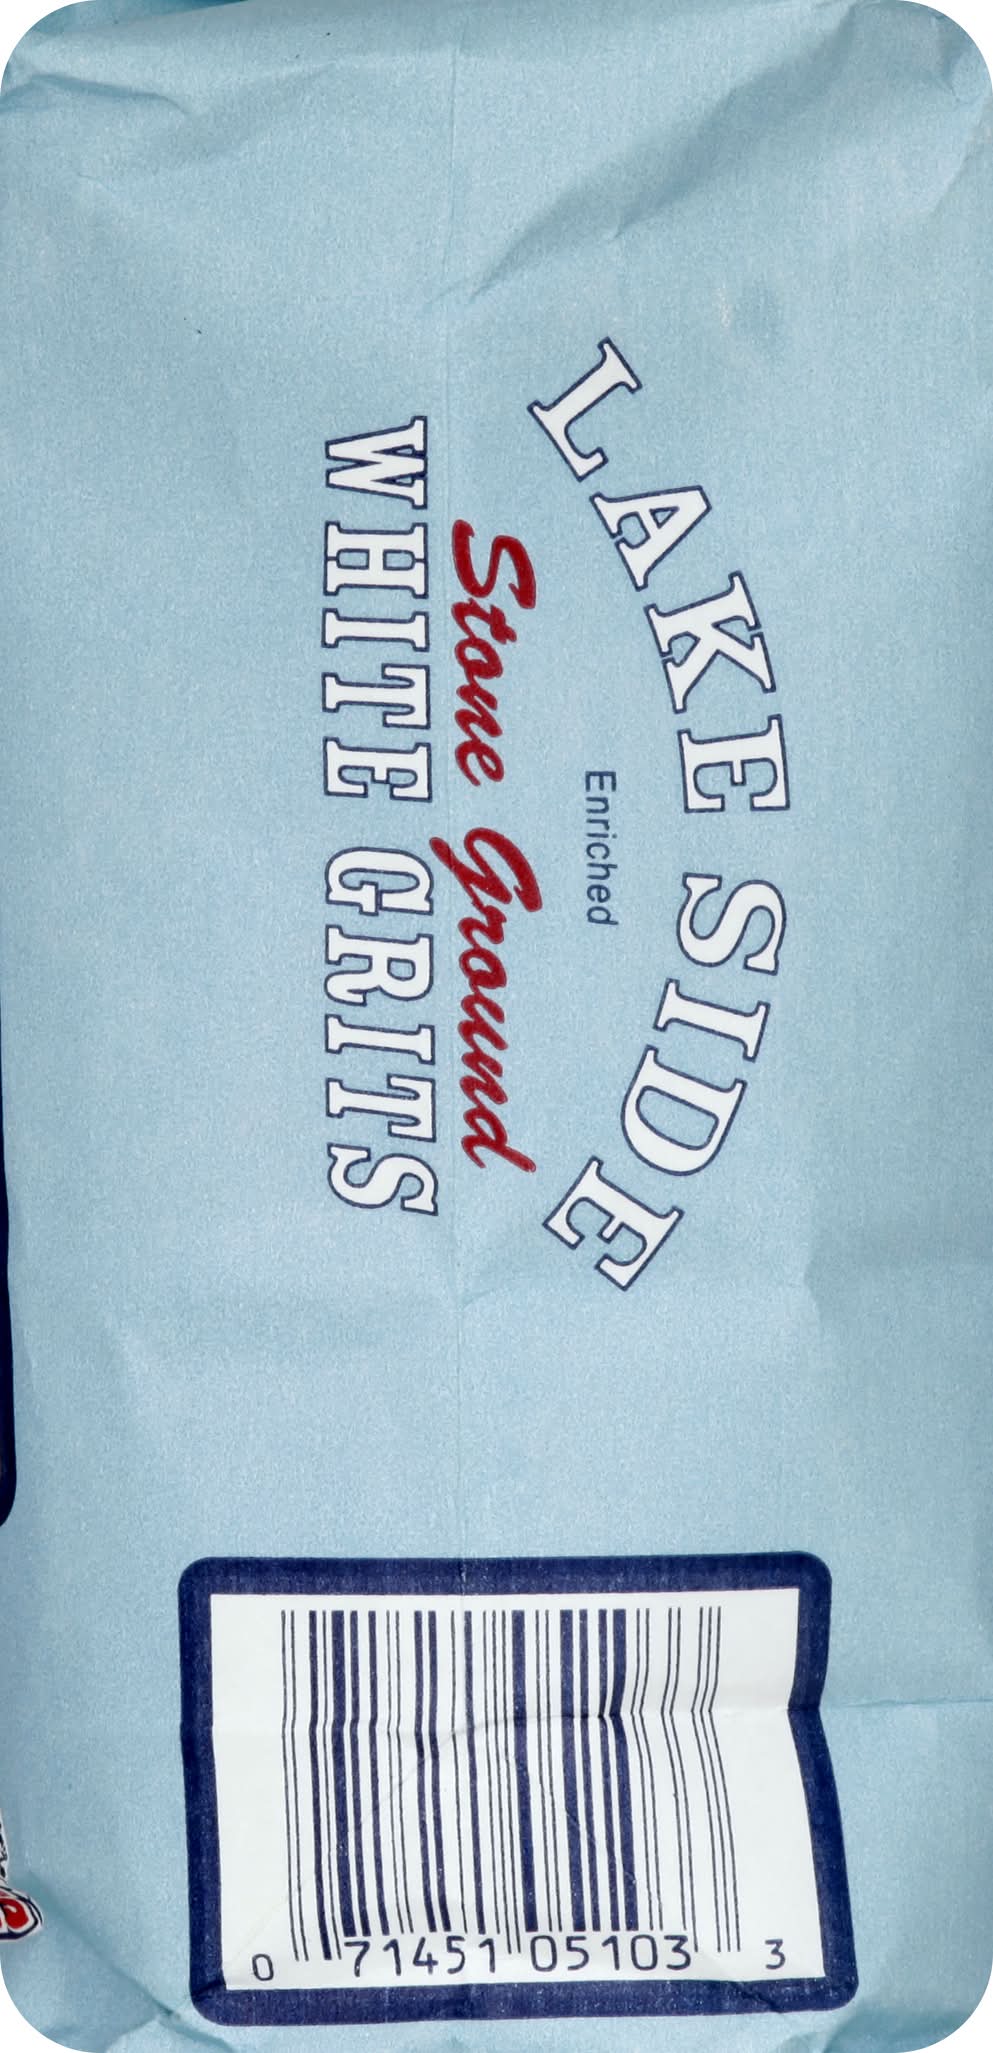 LAKE SIDE
Enriched
Stone Ground
WHITE GRITS
0 71451 05103 3